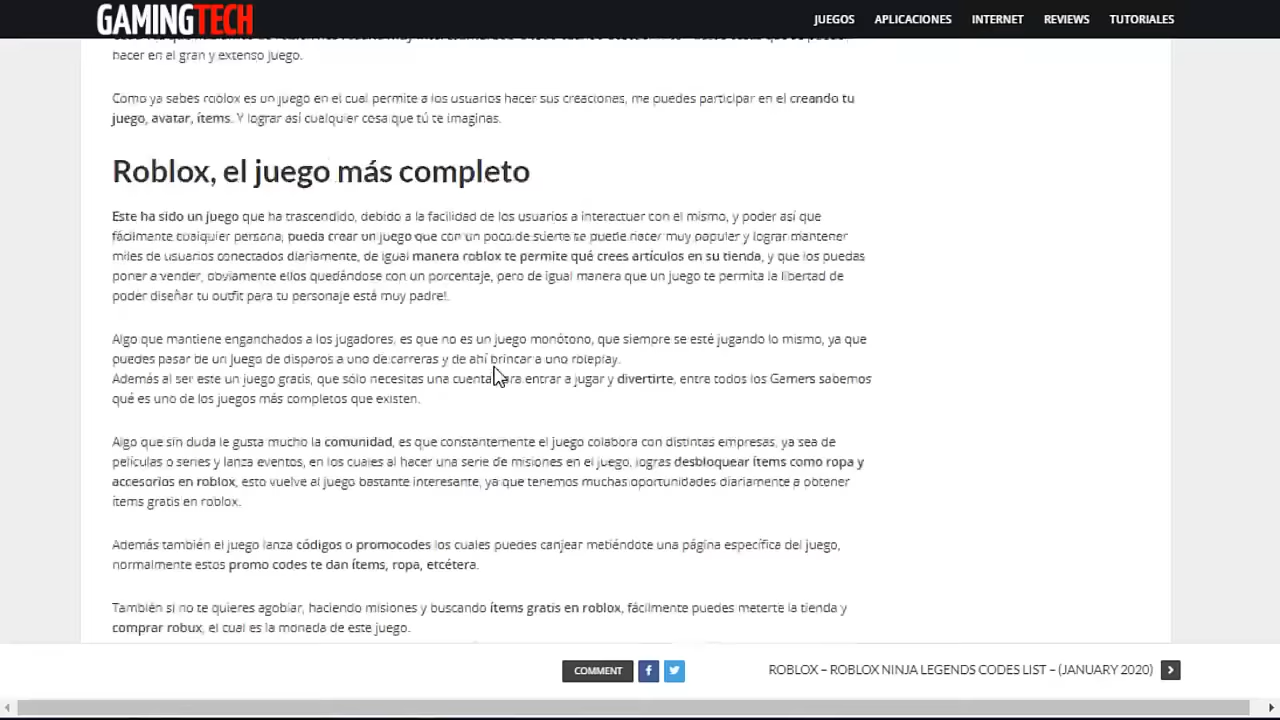 GAMINGTECH
JUEGOS APLICACIONES INTERNET REVIEWS TUTORIALES
hacer en el gran y extenso juego.
Como ya sabes roblox es un juego en el cual permite a los usuarios hacer sus creaciones, me puedes participar en el creando tu
juego, avatar, ítems. Y lograr así cualquier cosa que tú te imaginas.
Roblox, el juego más completo
Este ha sido un juego que ha trascendido, debido a la facilidad de los usuarios a interactuar con el mismo, y poder así que
fácilmente cualquier persona, pueda crear un juego que con un poco de suerte se puede hacer muy popular y lograr mantener
miles de usuarios conectados diariamente, de igual manera roblox te permite qué crees artículos en su tienda, y que los puedas
poner a vender, obviamente ellos quedándose con un porcentaje, pero de igual manera que un juego te permita la libertad de
poder diseñar tu outfit para tu personaje está muy padre!.
Algo que mantiene enganchados a los jugadores, es que no es un juego monótono, que siempre se esté jugando lo mismo, ya que
puedes pasar de un juego de disparos a uno de carreras y de ahí brincar a uno roleplay.
Además al ser este un juego gratis, que sólo necesitas una cuenta para entrar a jugar y divertirte, entre todos los Gamers sabemos
qué es uno de los juegos más completos que existen.
Algo que sin duda le gusta mucho la comunidad, es que constantemente el juego colabora con distintas empresas, ya sea de
películas o series y lanza eventos, en los cuales al hacer una serie de misiones en el juego, logras desbloquear ítems como ropa y
accesorios en roblox, esto vuelve al juego bastante interesante, ya que tenemos muchas oportunidades diariamente a obtener
ítems gratis en roblox.
Además también el juego lanza códigos o promocodes los cuales puedes canjear metiéndote una página específica del juego,
normalmente estos promo codes te dan ítems, ropa, etcétera.
También si no te quieres agobiar, haciendo misiones y buscando ítems gratis en roblox, fácilmente puedes meterte la tienda y
comprar robux, el cual es la moneda de este juego.
COMMENT f ROBLOX – ROBLOX NINJA LEGENDS CODES LIST – (JANUARY 2020)